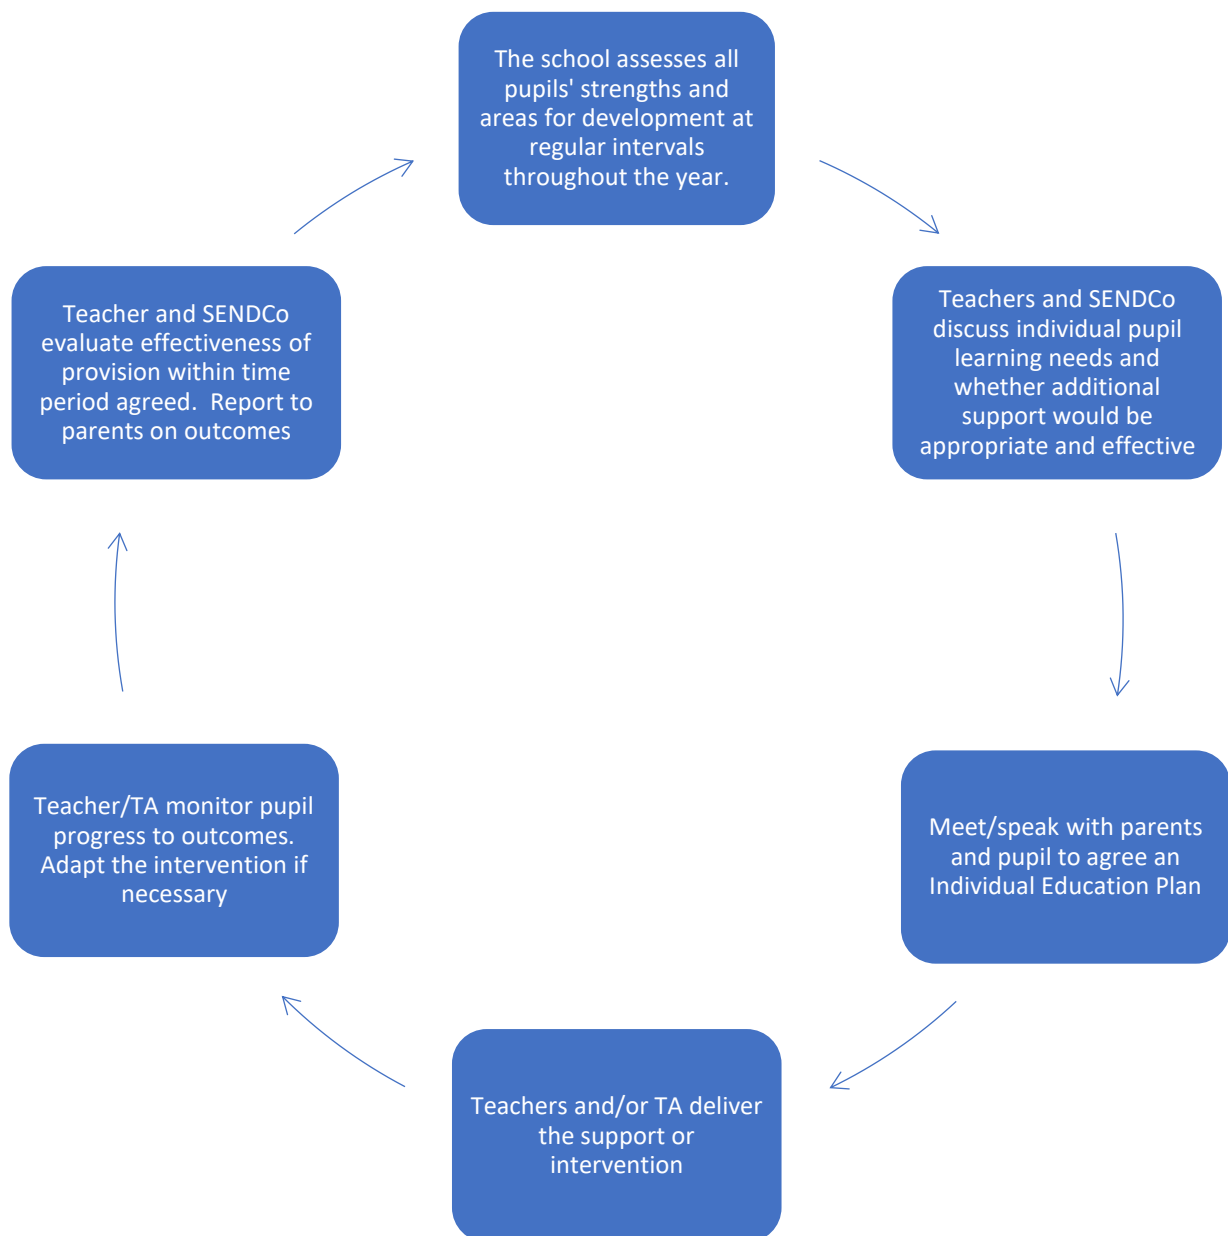 The school assesses all
pupils' strengths and
areas for development at
regular intervals
throughout the year.
Teachers and SENDCo
discuss individual pupil
learning needs and
whether additional
support would be
appropriate and effective
Meet/speak with parents
and pupil to agree an
Individual Education Plan
Teachers and/or TA deliver
the support or
intervention
Teacher/TA monitor pupil
progress to outcomes.
Adapt the intervention if
necessary
Teacher and SENDCo
evaluate effectiveness of
provision within time
period agreed.  Report to
parents on outcomes